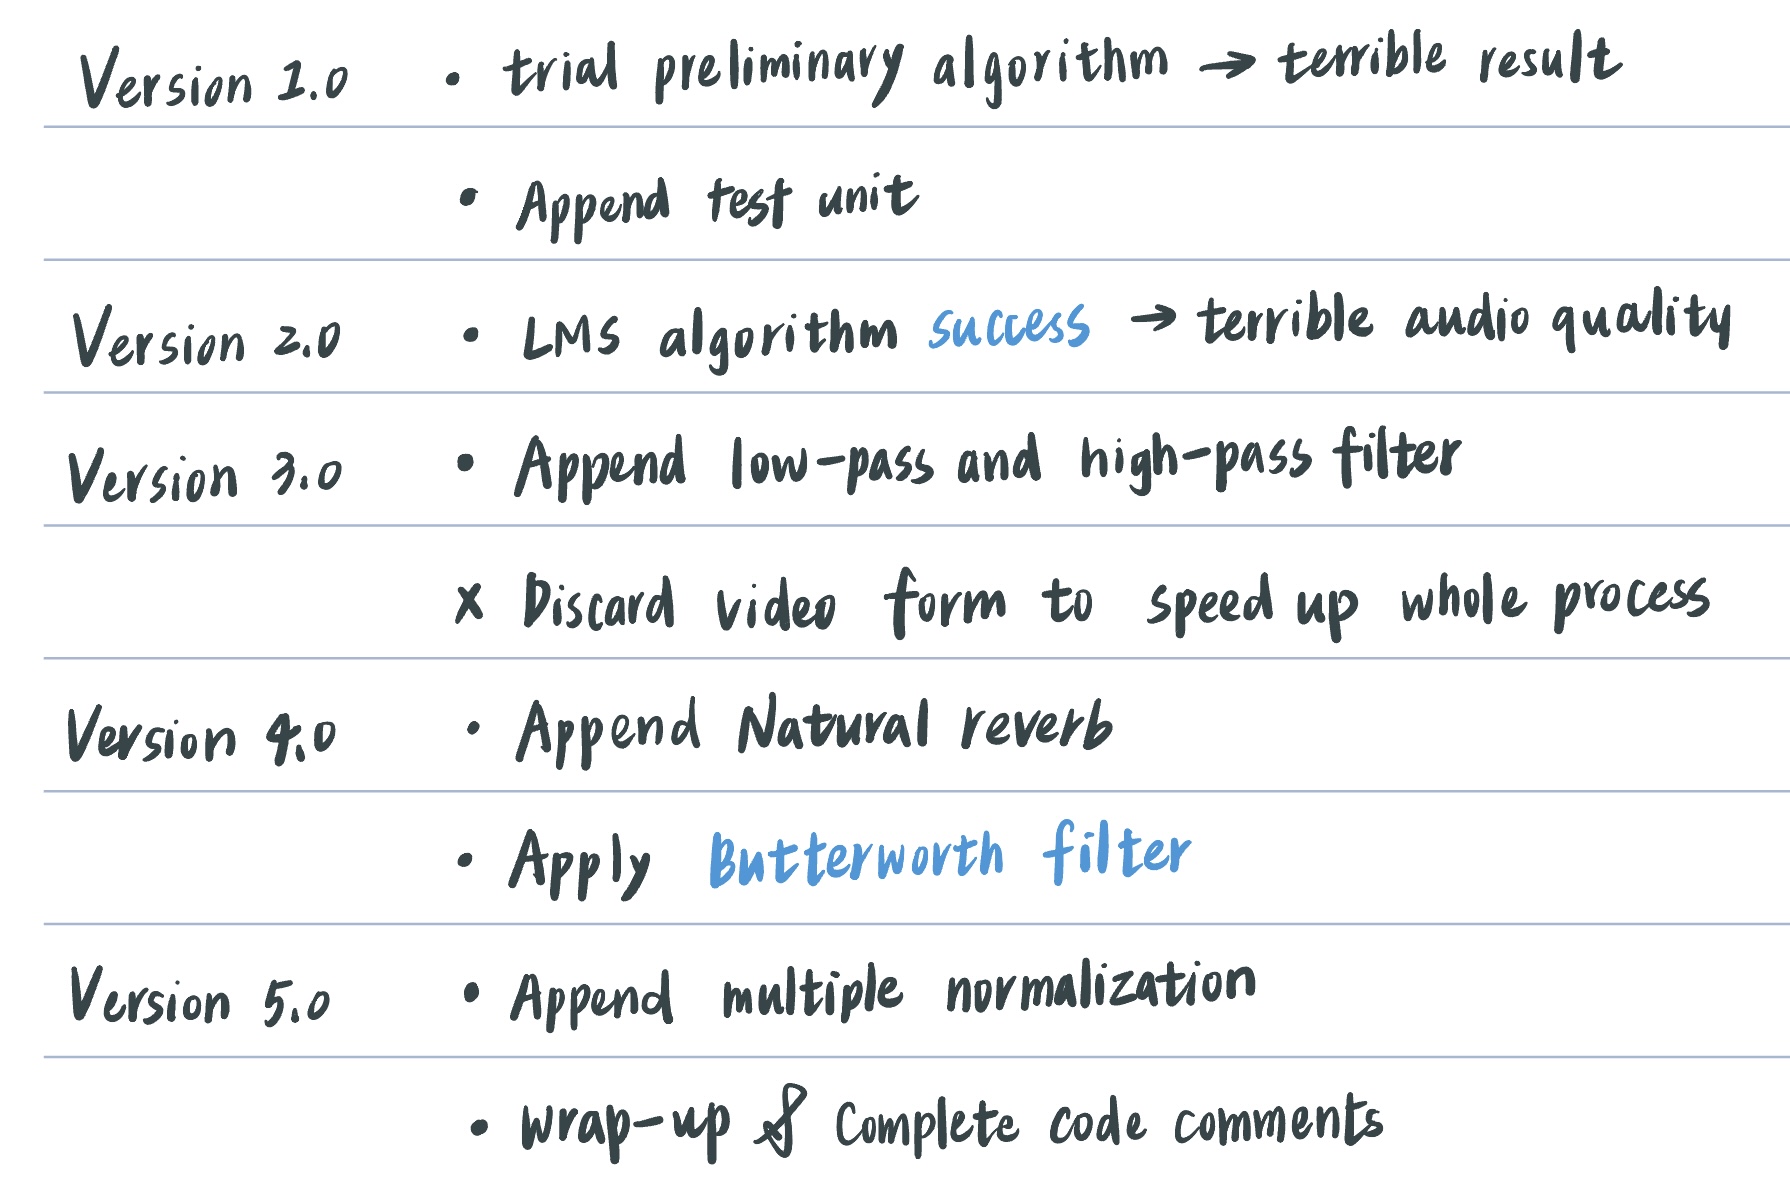 Version 1.0 • trial preliminary algorithm → terrible result
• Append test unit
Version 2.0 • LMS algorithm success → terrible audio quality
Version 3.0 • Append low-pass and high-pass filter
x Discard video form to speed up whole process
Version 4.0 • Append Natural reverb
• Apply Butterworth filter
Version 5.0 • Append multiple normalization
• wrap-up & Complete code comments